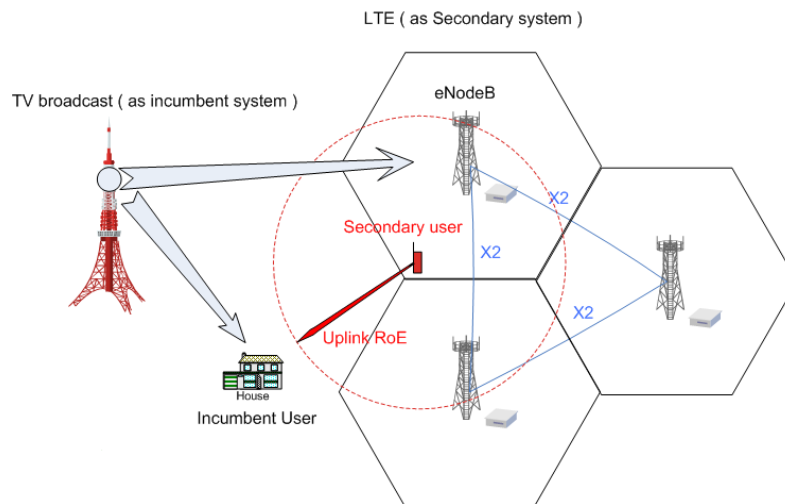 LTE ( as Secondary system )
eNodeB
TV broadcast ( as incumbent system )
X2
Secondary user
X2
X2
Uplink RoE
House
Incumbent User